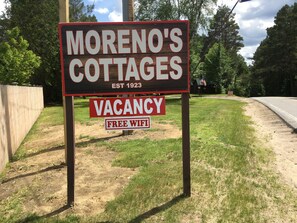 MORENO'S
COTTAGES
EST 1923
VACANCY
FREE WIFI